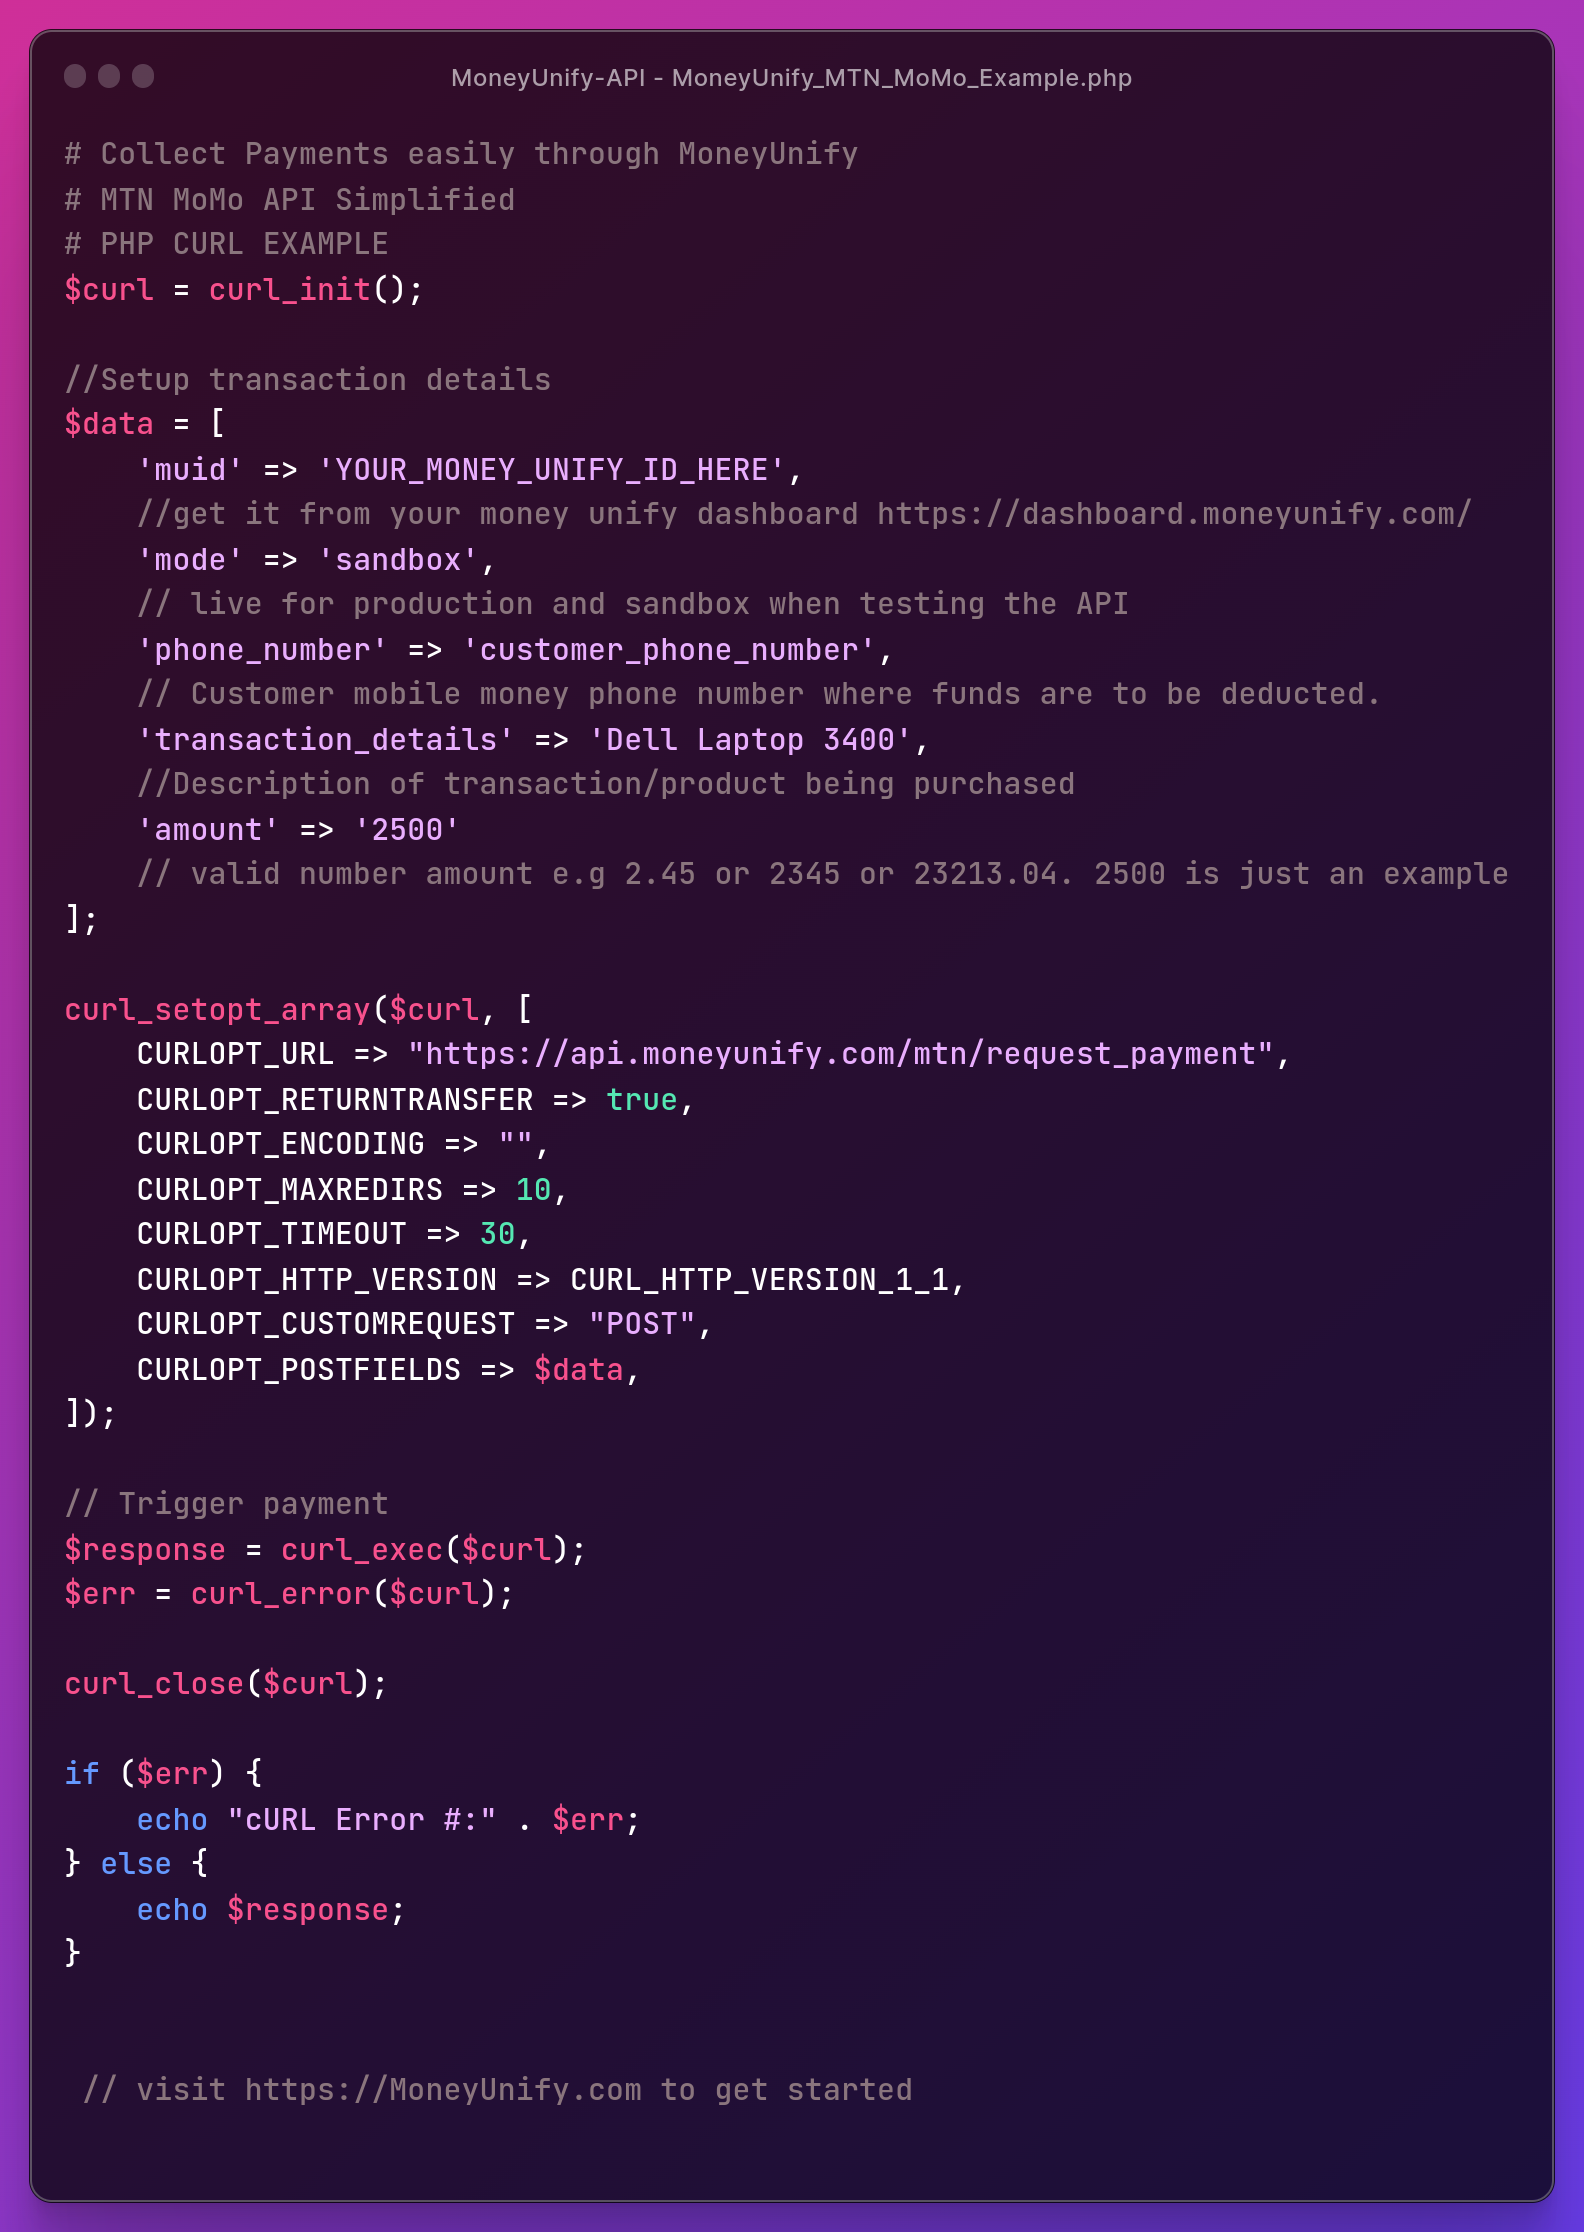 MoneyUnify-API - MoneyUnify_MTN_MoMo_Example.php
# Collect Payments easily through MoneyUnify
# MTN MoMo API Simplified
# PHP CURL EXAMPLE
$curl = curl_init();
//Setup transaction details
$data = [
    'muid' => 'YOUR_MONEY_UNIFY_ID_HERE',
    //get it from your money unify dashboard https://dashboard.moneyunify.com/
    'mode' => 'sandbox',
    // live for production and sandbox when testing the API
    'phone_number' => 'customer_phone_number',
    // Customer mobile money phone number where funds are to be deducted.
    'transaction_details' => 'Dell Laptop 3400',
    //Description of transaction/product being purchased
    'amount' => '2500'
    // valid number amount e.g 2.45 or 2345 or 23213.04. 2500 is just an example
];
curl_setopt_array($curl, [
    CURLOPT_URL => "https://api.moneyunify.com/mtn/request_payment",
    CURLOPT_RETURNTRANSFER => true,
    CURLOPT_ENCODING => "",
    CURLOPT_MAXREDIRS => 10,
    CURLOPT_TIMEOUT => 30,
    CURLOPT_HTTP_VERSION => CURL_HTTP_VERSION_1_1,
    CURLOPT_CUSTOMREQUEST => "POST",
    CURLOPT_POSTFIELDS => $data,
]);
// Trigger payment
$response = curl_exec($curl);
$err = curl_error($curl);
curl_close($curl);
if ($err) {
    echo "cURL Error #:" . $err;
} else {
    echo $response;
}
 // visit https://MoneyUnify.com to get started